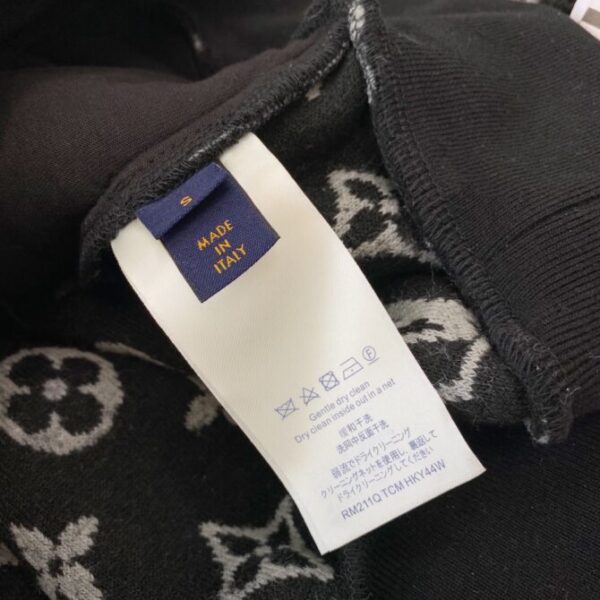 S
MADE
IN
ITALY
Gentle dry clean
Dry clean inside out in a net
缓和干洗
洗网中反面干洗
弱流でドライクリーニング
クリーニングネットを使用し、裏返して
ドライクリーニングしてください
RM211Q TCM HKY44W